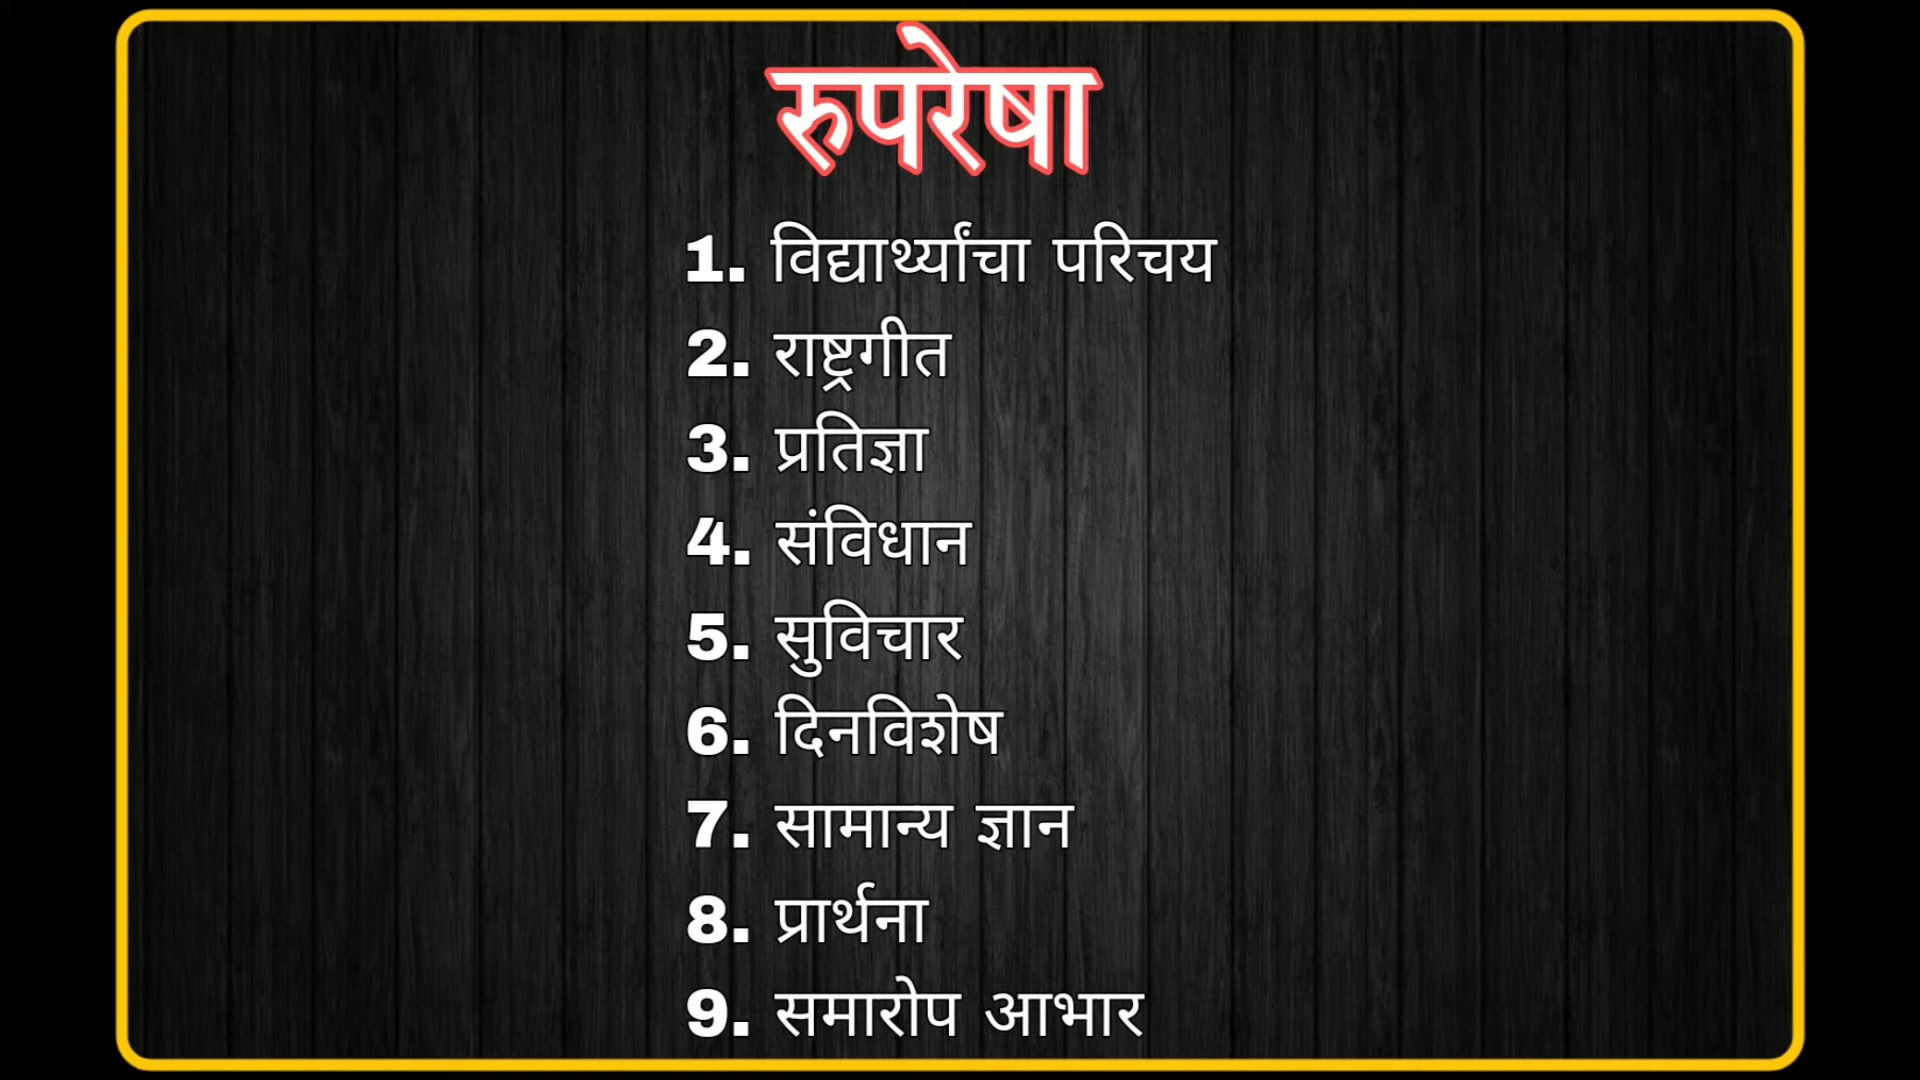 रुपरेषा
1. विद्यार्थ्यांचा परिचय
2. राष्ट्रगीत
3. प्रतिज्ञा
4. संविधान
5. सुविचार
6. दिनविशेष
7. सामान्य ज्ञान
8. प्रार्थना
9. समारोप आभार